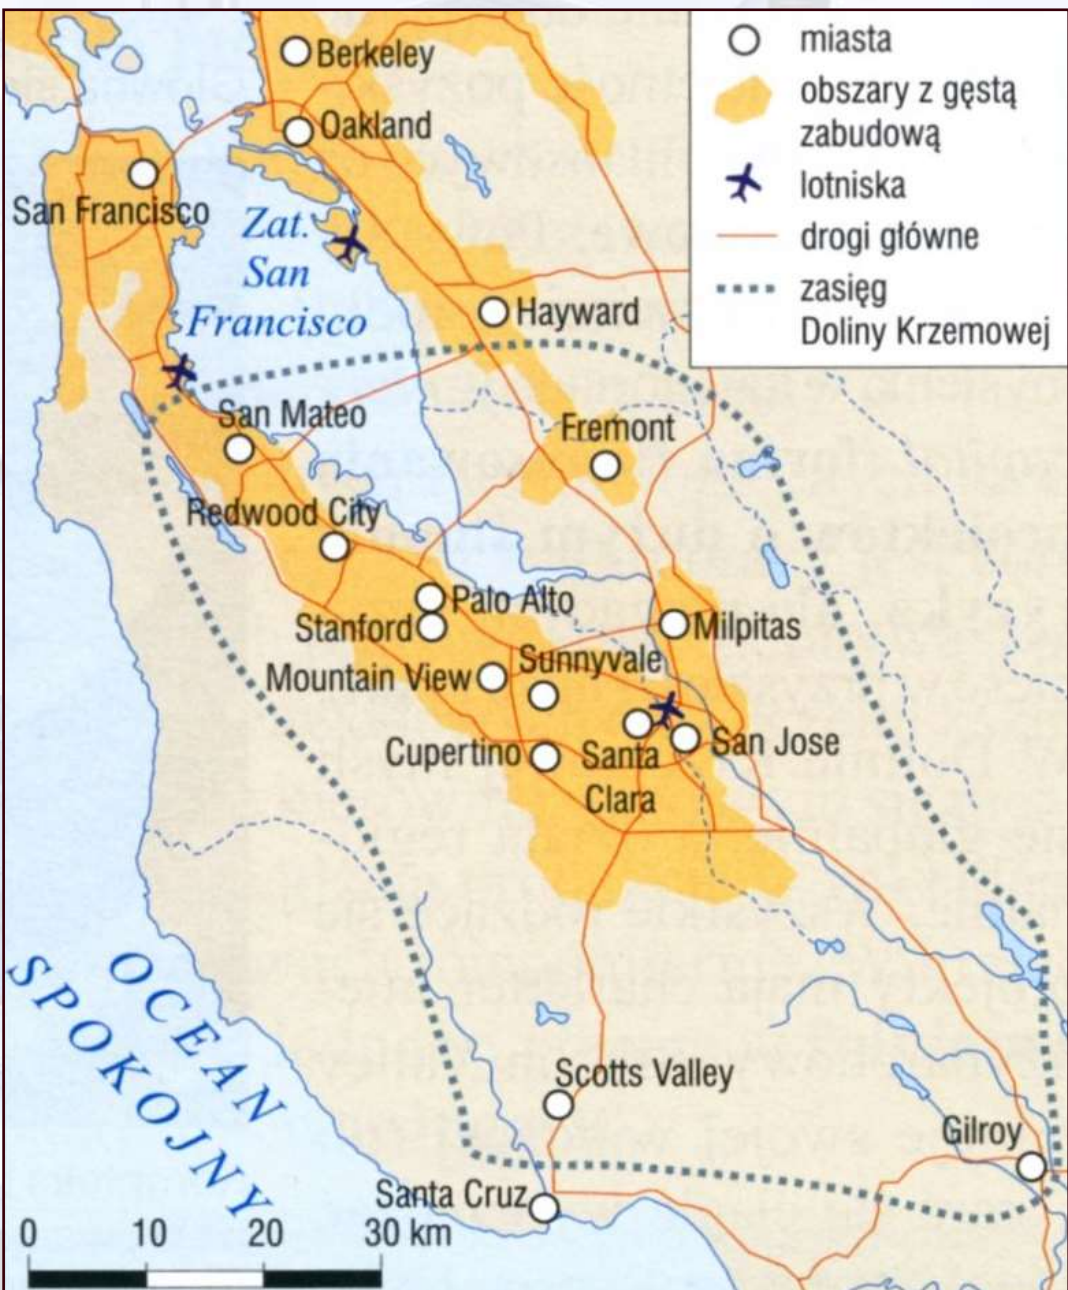 Berkeley
Oakland
San Francisco
Zat.
San
Francisco
Hayward
San Mateo
Fremont
Redwood City
Palo Alto
Stanford
Milpitas
Mountain View
Sunnyvale
Cupertino
Santa
Clara
San Jose
OCEAN
SPOKOJNY
Scotts Valley
Gilroy
Santa Cruz
0 10 20 30 km
miasta
obszary z gęstą
zabudową
lotniska
drogi główne
zasięg
Doliny Krzemowej